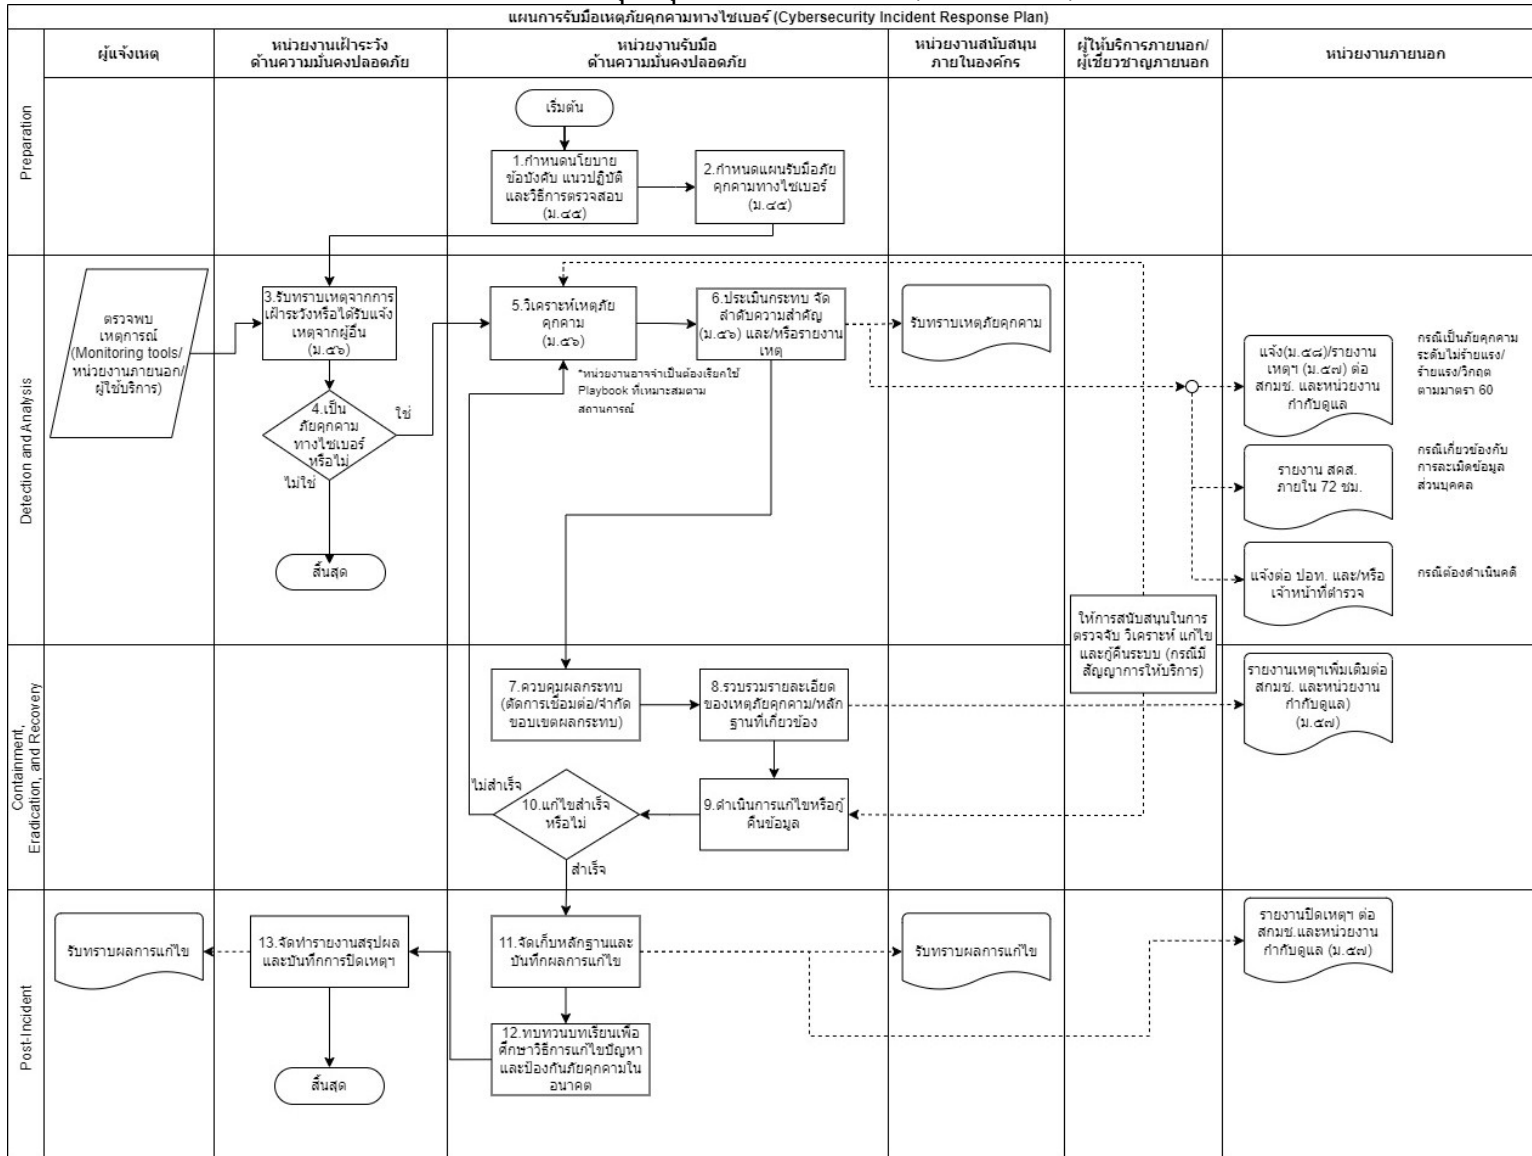 แผนการรับมือเหตุภัยคุกคามทางไซเบอร์ (Cybersecurity Incident Response Plan)
ผู้แจ้งเหตุ
หน่วยงานเฝ้าระวัง
ด้านความมั่นคงปลอดภัย
หน่วยงานรับมือ
ด้านความมั่นคงปลอดภัย
หน่วยงานสนับสนุน
ภายในองค์กร
ผู้ให้บริการภายนอก/
ผู้เชี่ยวชาญภายนอก
หน่วยงานภายนอก
Preparation
เริ่มต้น
1.กำหนดนโยบาย
ข้อบังคับ แนวปฏิบัติ
และวิธีการตรวจสอบ
(ม.๔๕)
2.กำหนดแผนรับมือภัย
คุกคามทางไซเบอร์
(ม.๔๕)
Detection and Analysis
ตรวจพบ
เหตุการณ์
(Monitoring tools/
หน่วยงานภายนอก/
ผู้ใช้บริการ)
3.รับทราบเหตุจากการ
เฝ้าระวังหรือได้รับแจ้ง
เหตุจากผู้อื่น
(ม.๕๖)
4.เป็น
ภัยคุกคาม
ทางไซเบอร์
หรือไม่
ใช่
ไม่ใช่
สิ้นสุด
5.วิเคราะห์เหตุภัย
คุกคาม
(ม.๕๖)
*หน่วยงานอาจจำเป็นต้องเรียกใช้
Playbook ที่เหมาะสมตาม
สถานการณ์
6.ประเมินกระทบ จัด
ลำดับความสำคัญ
(ม.๕๖) และ/หรือรายงาน
เหตุ
รับทราบเหตุภัยคุกคาม
แจ้ง(ม.๕๘)/รายงาน
เหตุฯ (ม.๕๗) ต่อ
สกมช. และหน่วยงาน
กำกับดูแล
กรณีเป็นภัยคุกคาม
ระดับไม่ร้ายแรง/
ร้ายแรง/วิกฤต
ตามมาตรา 60
รายงาน สคส.
ภายใน 72 ชม.
กรณีเกี่ยวข้องกับ
การละเมิดข้อมูล
ส่วนบุคคล
แจ้งต่อ ปอท. และ/หรือ
เจ้าหน้าที่ตำรวจ
กรณีต้องดำเนินคดี
ให้การสนับสนุนในการ
ตรวจจับ วิเคราะห์ แก้ไข
และกู้คืนระบบ (กรณีมี
สัญญาการให้บริการ)
Containment,
Eradication, and Recovery
7.ควบคุมผลกระทบ
(ตัดการเชื่อมต่อ/จำกัด
ขอบเขตผลกระทบ)
8.รวบรวมรายละเอียด
ของเหตุภัยคุกคาม/หลัก
ฐานที่เกี่ยวข้อง
รายงานเหตุฯเพิ่มเติมต่อ
สกมช. และหน่วยงาน
กำกับดูแล)
(ม.๕๗)
ไม่สำเร็จ
10.แก้ไขสำเร็จ
หรือไม่
9.ดำเนินการแก้ไขหรือกู้
คืนข้อมูล
สำเร็จ
Post-Incident
รับทราบผลการแก้ไข
13.จัดทำรายงานสรุปผล
และบันทึกการปิดเหตุฯ
11.จัดเก็บหลักฐานและ
บันทึกผลการแก้ไข
รับทราบผลการแก้ไข
รายงานปิดเหตุฯ ต่อ
สกมช.และหน่วยงาน
กำกับดูแล (ม.๕๗)
12.ทบทวนบทเรียนเพื่อ
ศึกษาวิธีการแก้ไขปัญหา
และป้องกันภัยคุกคามใน
อนาคต
สิ้นสุด